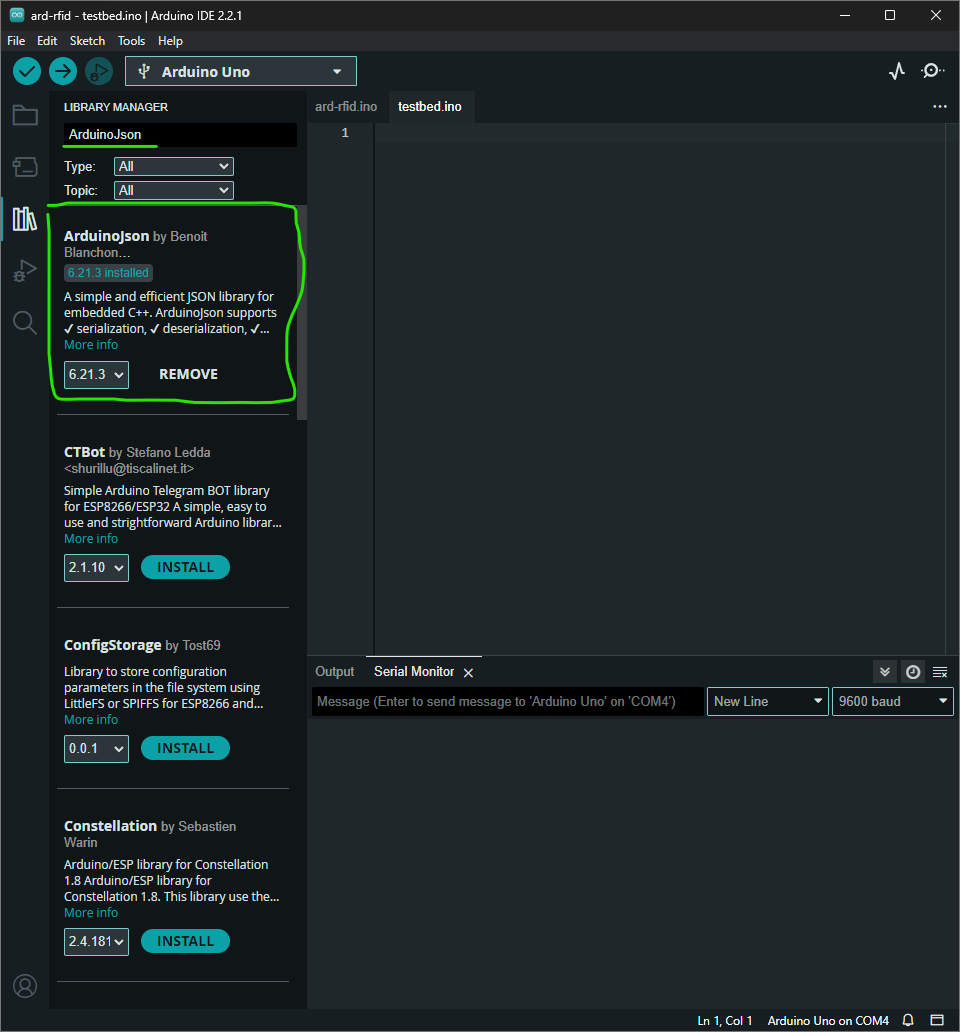 ard-rfid - testbed.ino | Arduino IDE 2.2.1
File Edit Sketch Tools Help
Arduino Uno
LIBRARY MANAGER
ArduinoJson
Type: All
Topic: All
ArduinoJson by Benoit
Blanchon...
6.21.3 installed
A simple and efficient JSON library for
embedded C++. ArduinoJson supports
✔ serialization, ✔ deserialization, ✔...
More info
6.21.3 REMOVE
CTBot by Stefano Ledda
<shurillu@tiscalinet.it>
Simple Arduino Telegram BOT library
for ESP8266/ESP32 A simple, easy to
use and strightforward Arduino librar...
More info
2.1.10 INSTALL
ConfigStorage by Tost69
Library to store configuration
parameters in the file system using
LittleFS or SPIFFS for ESP8266 and...
More info
0.0.1 INSTALL
Constellation by Sebastien
Warin
Arduino/ESP library for Constellation
1.8 Arduino/ESP library for
Constellation 1.8. This library use the...
More info
2.4.181 INSTALL
ard-rfid.ino testbed.ino
1
Output Serial Monitor
Message (Enter to send message to 'Arduino Uno' on 'COM4') New Line 9600 baud
Ln 1, Col 1 Arduino Uno on COM4